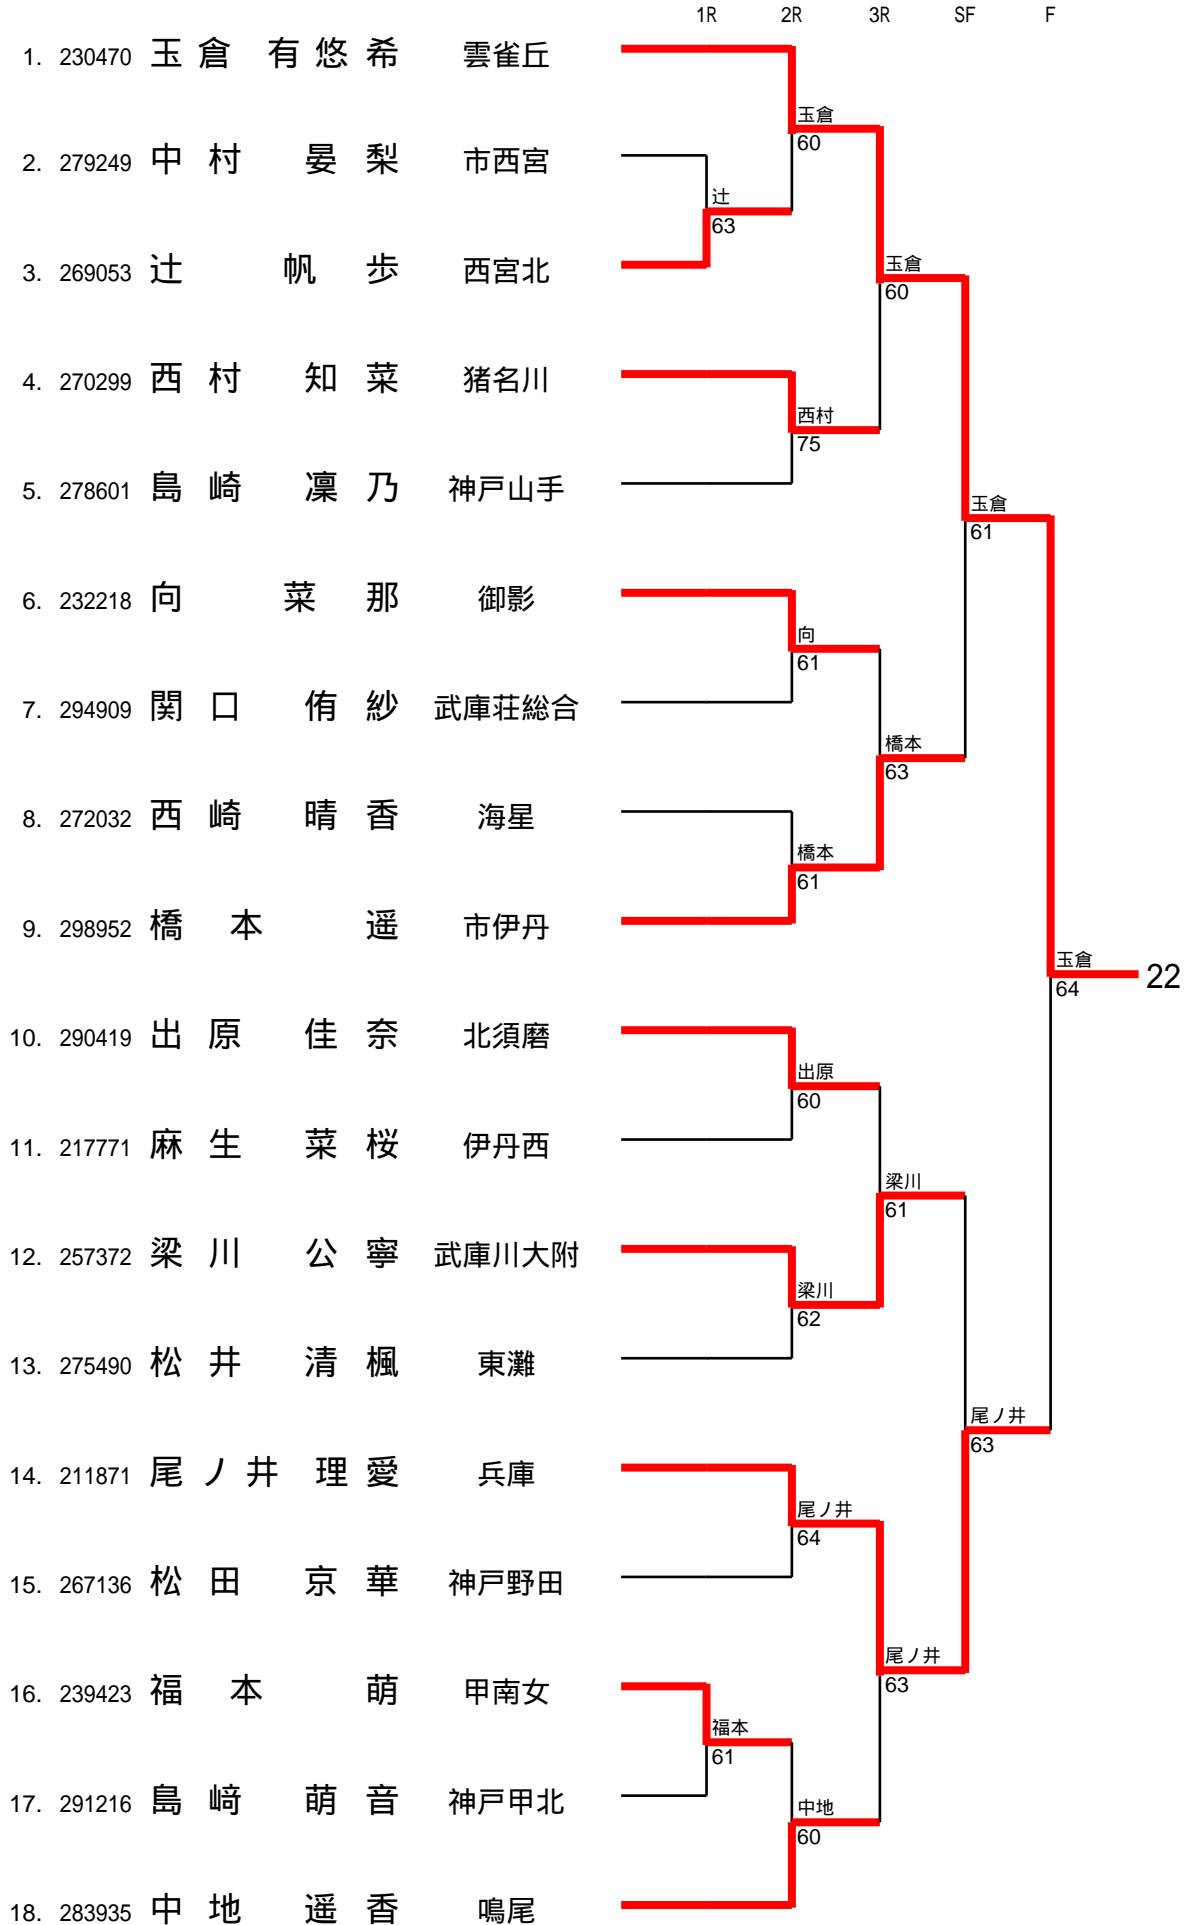 1R 2R 3R SF F
1. 230470 玉倉 有悠希 雲雀丘
玉倉
60
2. 279249 中村 晏梨 市西宮
辻
63
3. 269053 辻 帆歩 西宮北
玉倉
60
4. 270299 西村 知菜 猪名川
西村
75
5. 278601 島崎 凜乃 神戸山手
玉倉
61
6. 232218 向 菜那 御影
向
61
7. 294909 関口 侑紗 武庫荘総合
橋本
63
8. 272032 西崎 晴香 海星
橋本
61
9. 298952 橋本 遥 市伊丹
玉倉
64
22
10. 290419 出原 佳奈 北須磨
出原
60
11. 217771 麻生 菜桜 伊丹西
梁川
61
12. 257372 梁川 公寧 武庫川大附
梁川
62
13. 275490 松井 清楓 東灘
尾ノ井
63
14. 211871 尾ノ井 理愛 兵庫
尾ノ井
64
15. 267136 松田 京華 神戸野田
尾ノ井
63
16. 239423 福本 萌 甲南女
福本
61
17. 291216 島﨑 萌音 神戸甲北
中地
60
18. 283935 中地 遥香 鳴尾